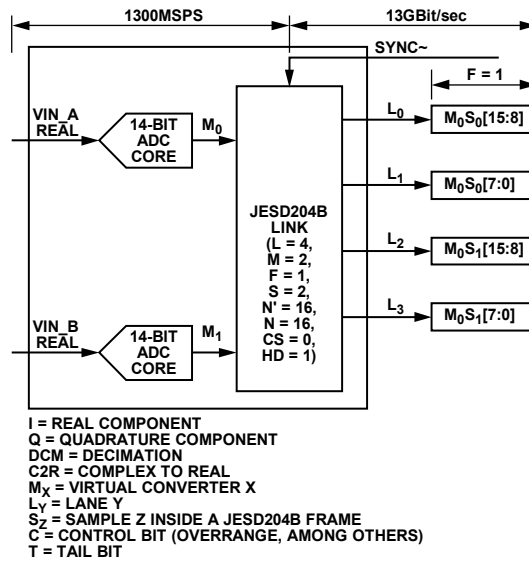 1300MSPS
13GBit/sec
SYNC~
F = 1
VIN_A
REAL
14-BIT
ADC
CORE
M0
L0
M0S0[15:8]
L1
M0S0[7:0]
JESD204B
LINK
(L = 4,
M = 2,
F = 1,
S = 2,
N' = 16,
N = 16,
CS = 0,
HD = 1)
L2
M0S1[15:8]
L3
M0S1[7:0]
VIN_B
REAL
14-BIT
ADC
CORE
M1
I = REAL COMPONENT
Q = QUADRATURE COMPONENT
DCM = DECIMATION
C2R = COMPLEX TO REAL
MX = VIRTUAL CONVERTER X
LY = LANE Y
SZ = SAMPLE Z INSIDE A JESD204B FRAME
C = CONTROL BIT (OVERRANGE, AMONG OTHERS)
T = TAIL BIT